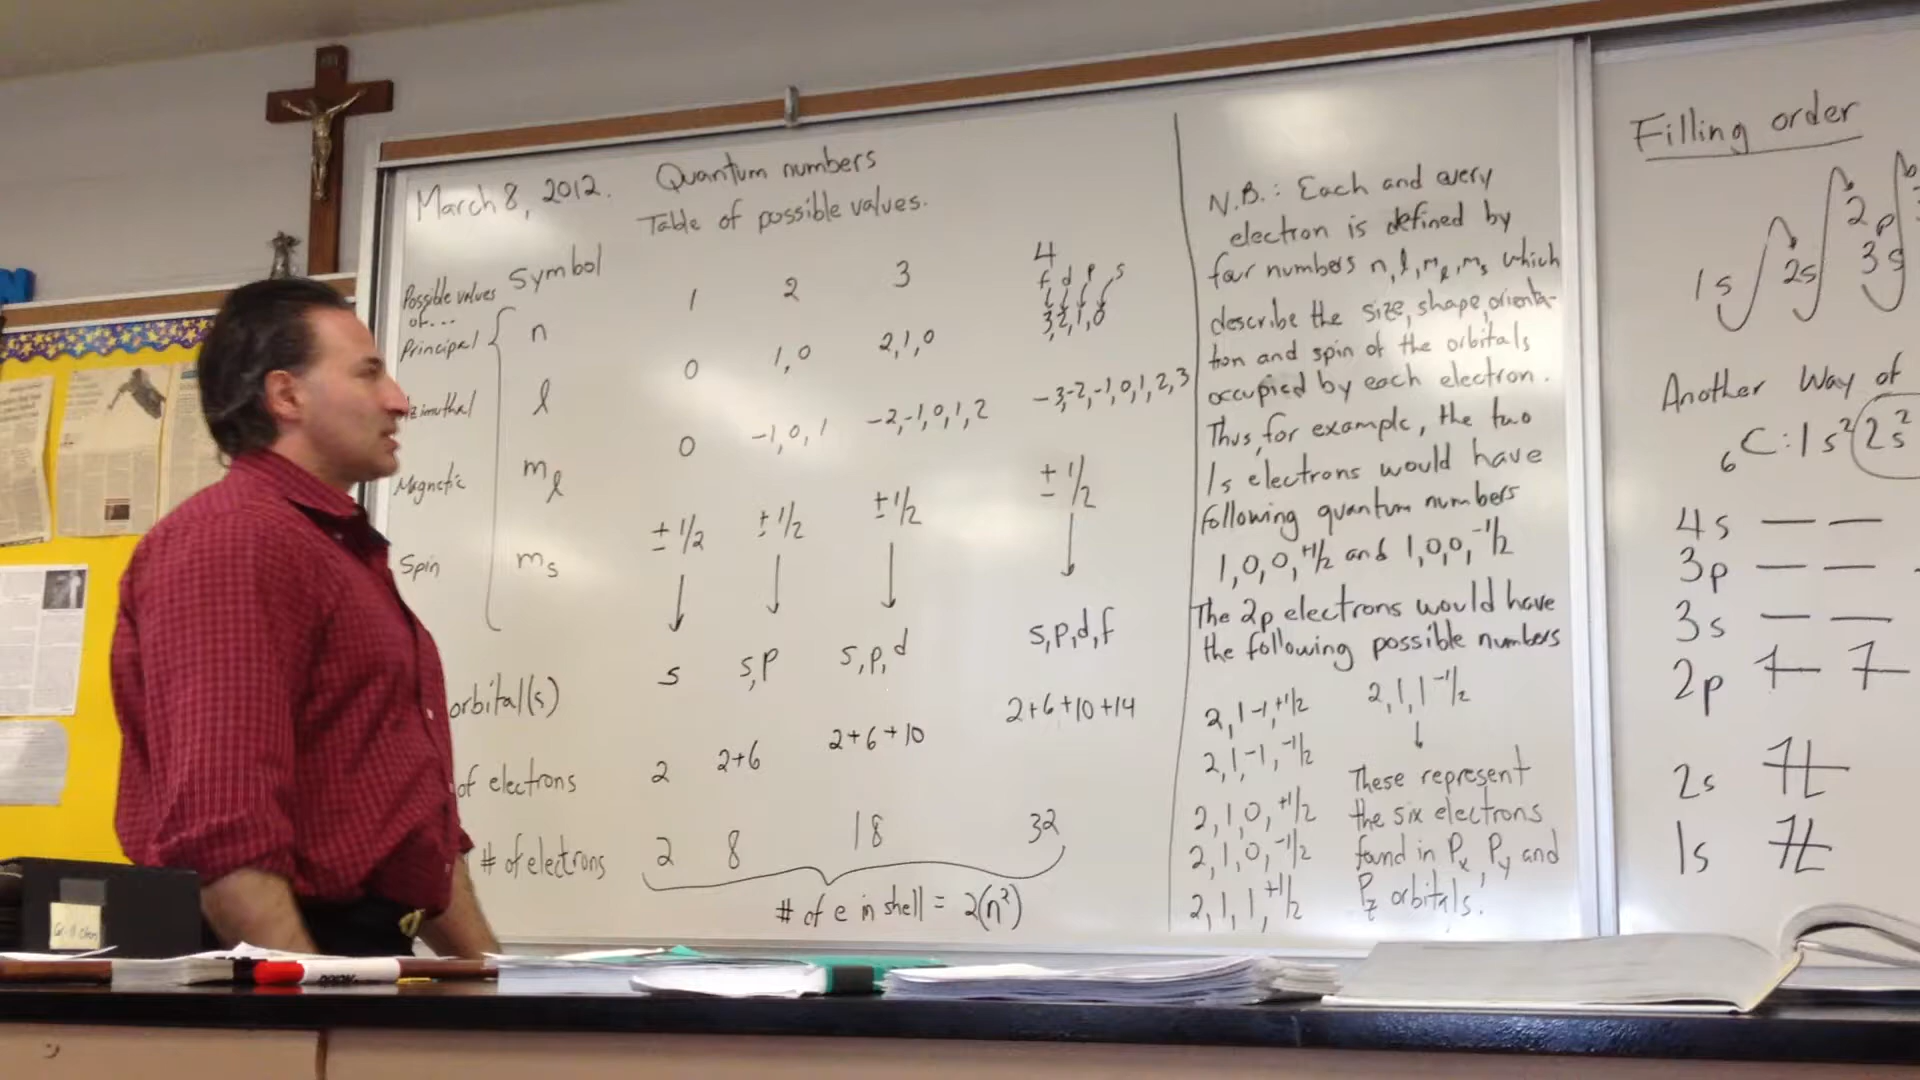 March 8, 2012.
Quantum numbers
Table of possible values.
Possible values of...
Symbol
Principal n 1 2 3 4
f d p s
Azimuthal l 0 1,0 2,1,0 3,2,1,0
Magnetic m l 0 -1,0,1 -2,-1,0,1,2 -3,-2,-1,0,1,2,3
Spin m s ± 1/2 ± 1/2 ± 1/2 ± 1/2
orbital(s) s s,p s,p,d s,p,d,f
of electrons 2 2+6 2+6+10 2+6+10+14
# of electrons 2 8 18 32
# of e in shell = 2(n²)
N.B.: Each and every
electron is defined by
four numbers n, l, m l, m s which
describe the size, shape, orienta-
tion and spin of the orbitals
occupied by each electron.
Thus, for example, the two
1s electrons would have
following quantum numbers
1,0,0,+1/2 and 1,0,0,-1/2
The 2p electrons would have
the following possible numbers
2,1-1,+1/2
2,1,-1,-1/2
2,1,0,+1/2
2,1,0,-1/2
2,1,1,+1/2
2,1,1-1/2
These represent
the six electrons
found in Px, Py and
Pz orbitals!
Filling order
1s 2s 2p 3s
Another Way of
6 C: 1s² 2s²
4s
3p
3s
2p
2s
1s